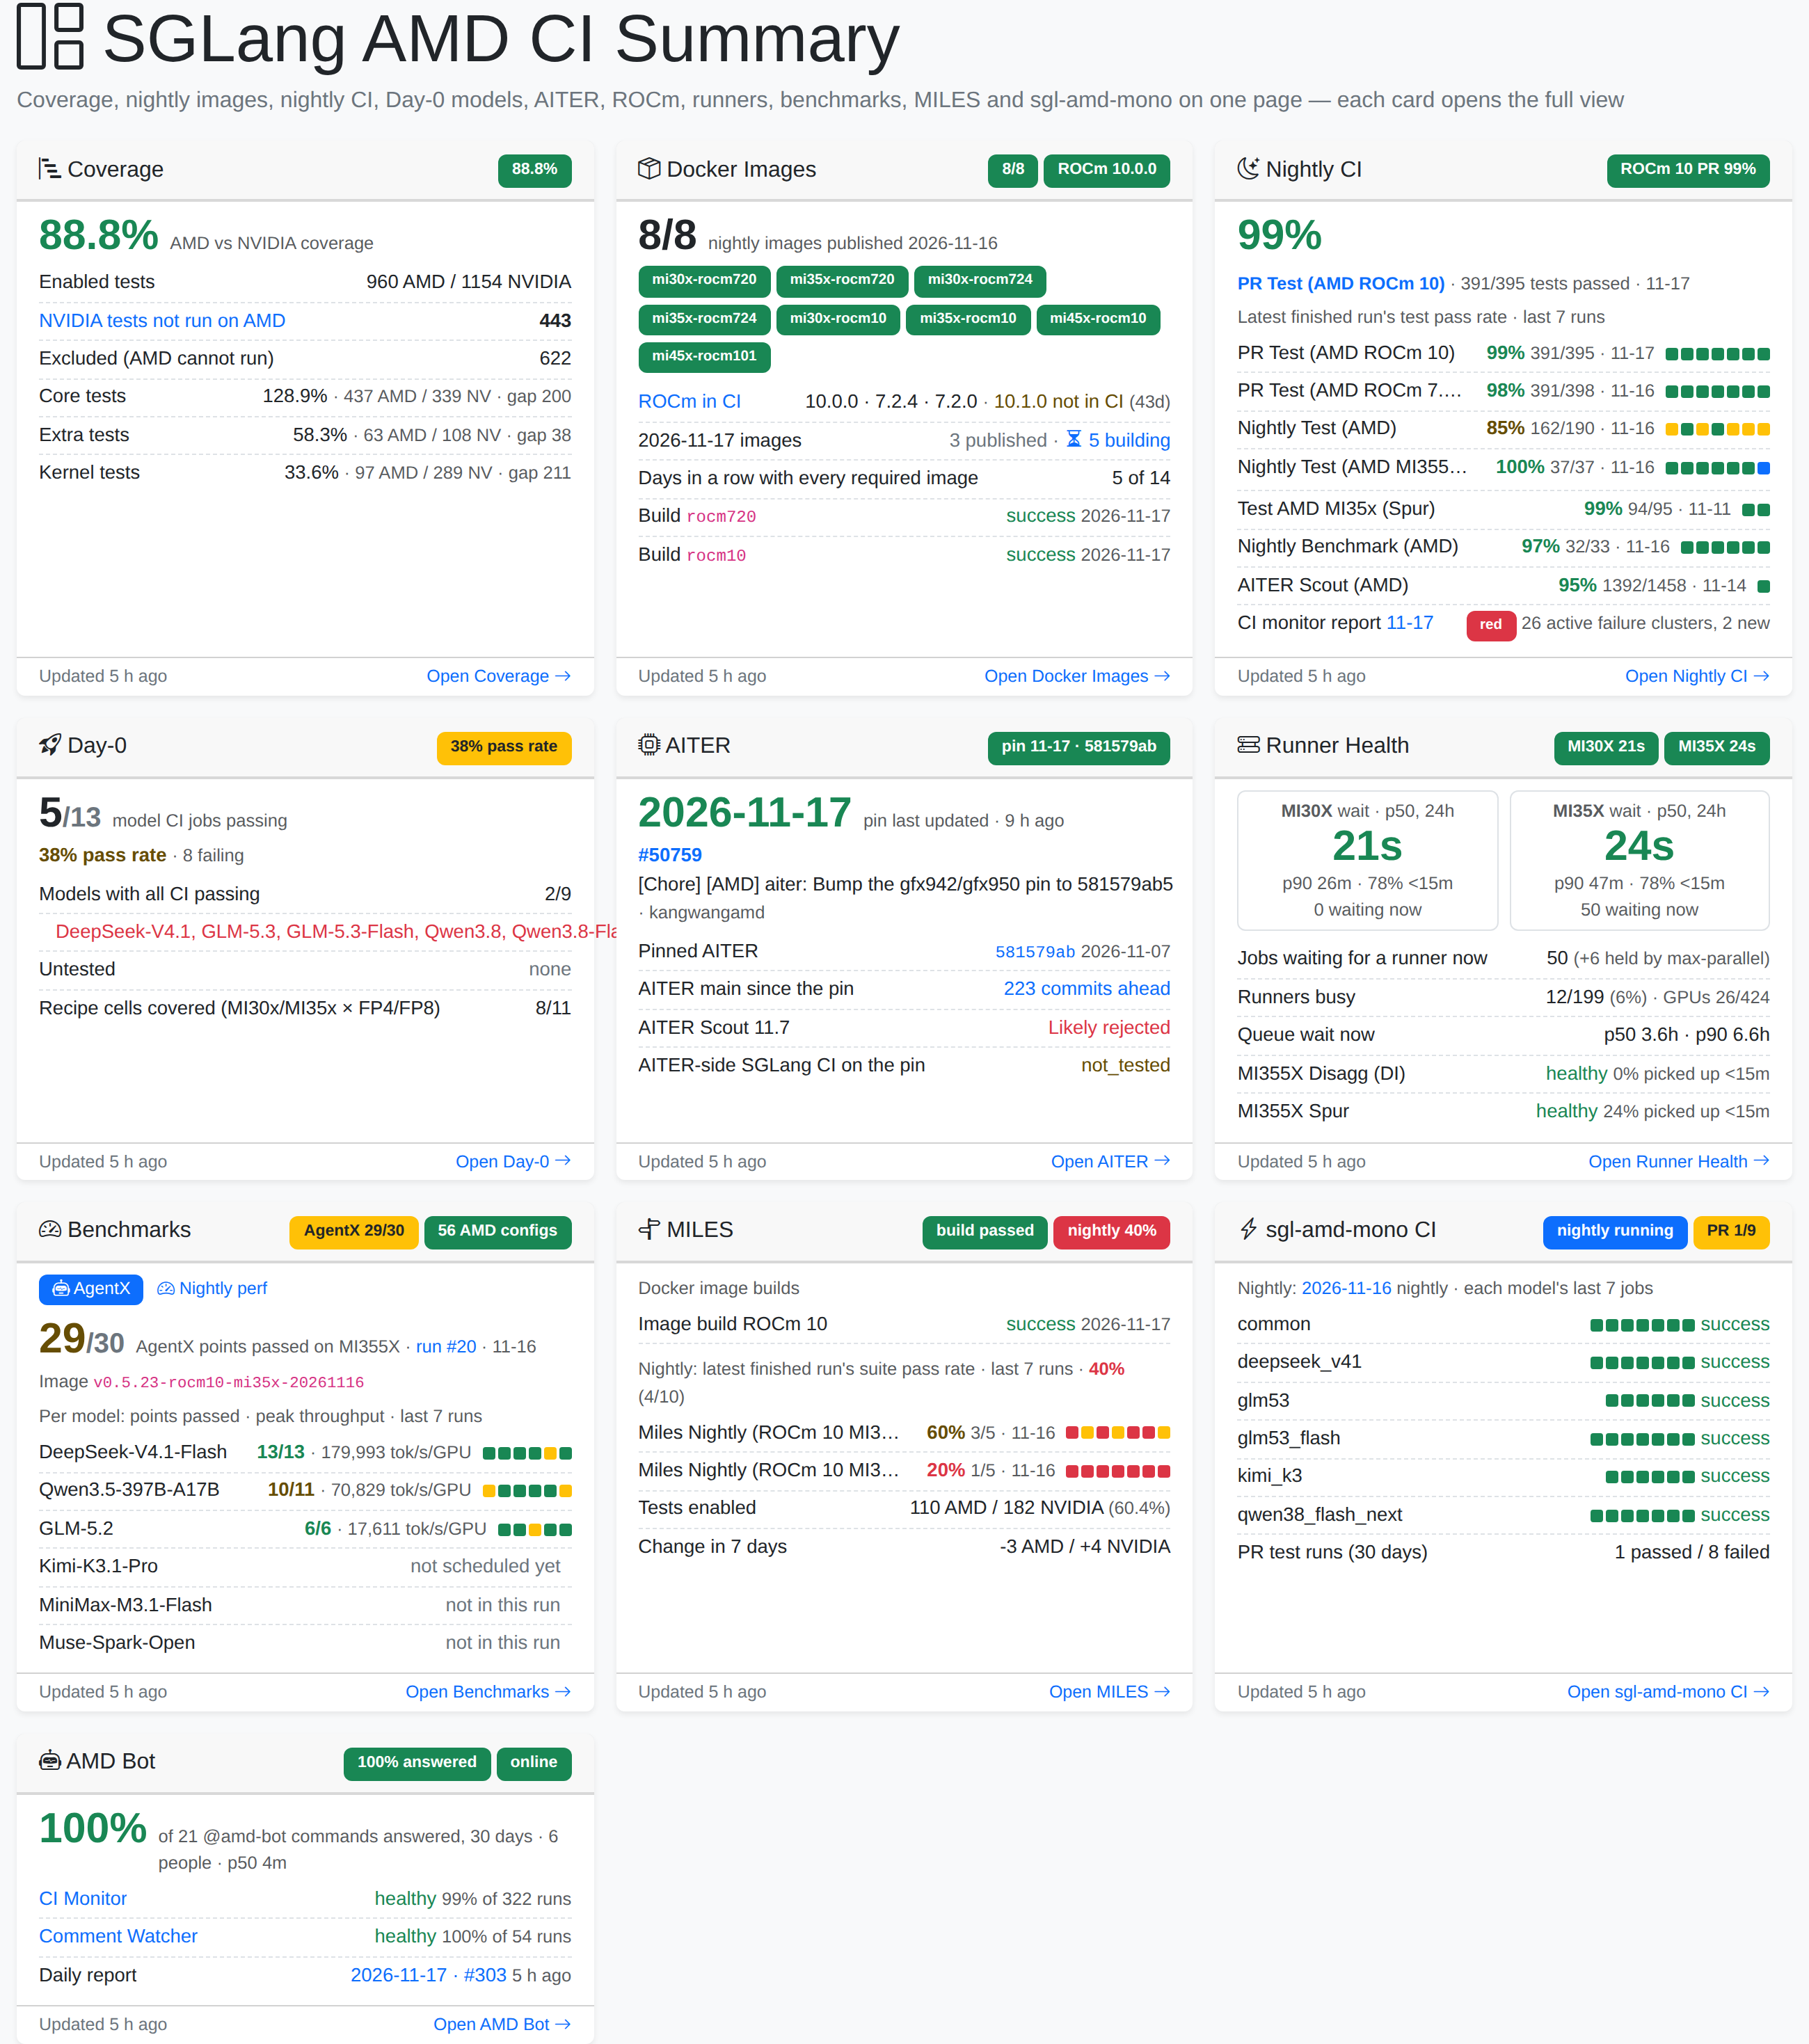 SGLang AMD CI Summary
Coverage, nightly images, nightly CI, Day-0 models, AITER, ROCm, runners, benchmarks, MILES and sgl-amd-mono on one page — each card opens the full view
Coverage 88.8%
88.8% AMD vs NVIDIA coverage
Enabled tests 960 AMD / 1154 NVIDIA
NVIDIA tests not run on AMD 443
Excluded (AMD cannot run) 622
Core tests 128.9% · 437 AMD / 339 NV · gap 200
Extra tests 58.3% · 63 AMD / 108 NV · gap 38
Kernel tests 33.6% · 97 AMD / 289 NV · gap 211
Updated 5 h ago Open Coverage →
Docker Images 8/8 ROCm 10.0.0
8/8 nightly images published 2026-11-16
mi30x-rocm720 mi35x-rocm720 mi30x-rocm724
mi35x-rocm724 mi30x-rocm10 mi35x-rocm10 mi45x-rocm10
mi45x-rocm101
ROCm in CI 10.0.0 · 7.2.4 · 7.2.0 · 10.1.0 not in CI (43d)
2026-11-17 images 3 published · 5 building
Days in a row with every required image 5 of 14
Build rocm720 success 2026-11-17
Build rocm10 success 2026-11-17
Updated 5 h ago Open Docker Images →
Nightly CI ROCm 10 PR 99%
99%
PR Test (AMD ROCm 10) · 391/395 tests passed · 11-17
Latest finished run's test pass rate · last 7 runs
PR Test (AMD ROCm 10) 99% 391/395 · 11-17
PR Test (AMD ROCm 7.… 98% 391/398 · 11-16
Nightly Test (AMD) 85% 162/190 · 11-16
Nightly Test (AMD MI355… 100% 37/37 · 11-16
Test AMD MI35x (Spur) 99% 94/95 · 11-11
Nightly Benchmark (AMD) 97% 32/33 · 11-16
AITER Scout (AMD) 95% 1392/1458 · 11-14
CI monitor report 11-17 red 26 active failure clusters, 2 new
Updated 5 h ago Open Nightly CI →
Day-0 38% pass rate
5/13 model CI jobs passing
38% pass rate · 8 failing
Models with all CI passing 2/9
DeepSeek-V4.1, GLM-5.3, GLM-5.3-Flash, Qwen3.8, Qwen3.8-Fla
Untested none
Recipe cells covered (MI30x/MI35x × FP4/FP8) 8/11
Updated 5 h ago Open Day-0 →
AITER pin 11-17 · 581579ab
2026-11-17 pin last updated · 9 h ago
#50759
[Chore] [AMD] aiter: Bump the gfx942/gfx950 pin to 581579ab5
· kangwangamd
Pinned AITER 581579ab 2026-11-07
AITER main since the pin 223 commits ahead
AITER Scout 11.7 Likely rejected
AITER-side SGLang CI on the pin not_tested
Updated 5 h ago Open AITER →
Runner Health MI30X 21s MI35X 24s
MI30X wait · p50, 24h
21s
p90 26m · 78% <15m
0 waiting now
MI35X wait · p50, 24h
24s
p90 47m · 78% <15m
50 waiting now
Jobs waiting for a runner now 50 (+6 held by max-parallel)
Runners busy 12/199 (6%) · GPUs 26/424
Queue wait now p50 3.6h · p90 6.6h
MI355X Disagg (DI) healthy 0% picked up <15m
MI355X Spur healthy 24% picked up <15m
Updated 5 h ago Open Runner Health →
Benchmarks AgentX 29/30 56 AMD configs
AgentX Nightly perf
29/30 AgentX points passed on MI355X · run #20 · 11-16
Image v0.5.23-rocm10-mi35x-20261116
Per model: points passed · peak throughput · last 7 runs
DeepSeek-V4.1-Flash 13/13 · 179,993 tok/s/GPU
Qwen3.5-397B-A17B 10/11 · 70,829 tok/s/GPU
GLM-5.2 6/6 · 17,611 tok/s/GPU
Kimi-K3.1-Pro not scheduled yet
MiniMax-M3.1-Flash not in this run
Muse-Spark-Open not in this run
Updated 5 h ago Open Benchmarks →
MILES build passed nightly 40%
Docker image builds
Image build ROCm 10 success 2026-11-17
Nightly: latest finished run's suite pass rate · last 7 runs · 40%
(4/10)
Miles Nightly (ROCm 10 MI3… 60% 3/5 · 11-16
Miles Nightly (ROCm 10 MI3… 20% 1/5 · 11-16
Tests enabled 110 AMD / 182 NVIDIA (60.4%)
Change in 7 days -3 AMD / +4 NVIDIA
Updated 5 h ago Open MILES →
sgl-amd-mono CI nightly running PR 1/9
Nightly: 2026-11-16 nightly · each model's last 7 jobs
common success
deepseek_v41 success
glm53 success
glm53_flash success
kimi_k3 success
qwen38_flash_next success
PR test runs (30 days) 1 passed / 8 failed
Updated 5 h ago Open sgl-amd-mono CI →
AMD Bot 100% answered online
100% of 21 @amd-bot commands answered, 30 days · 6
people · p50 4m
CI Monitor healthy 99% of 322 runs
Comment Watcher healthy 100% of 54 runs
Daily report 2026-11-17 · #303 5 h ago
Updated 5 h ago Open AMD Bot →